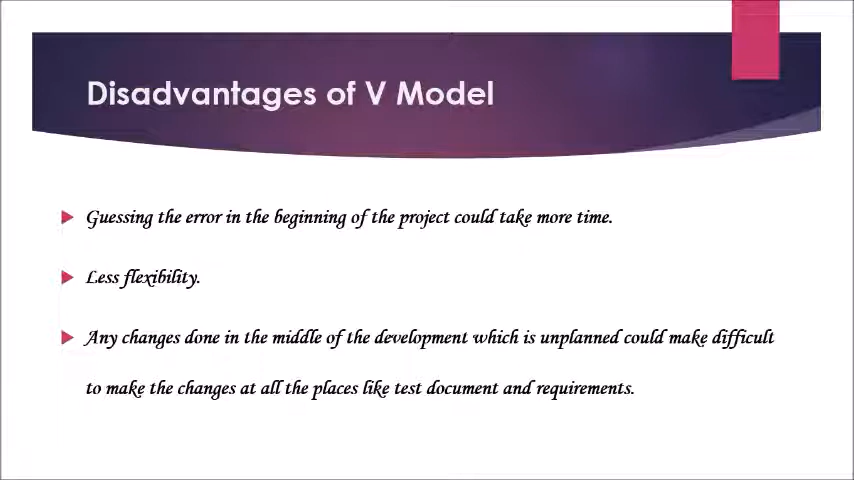 Disadvantages of V Model
Guessing the error in the beginning of the project could take more time.
Less flexibility.
Any changes done in the middle of the development which is unplanned could make difficult
to make the changes at all the places like test document and requirements.